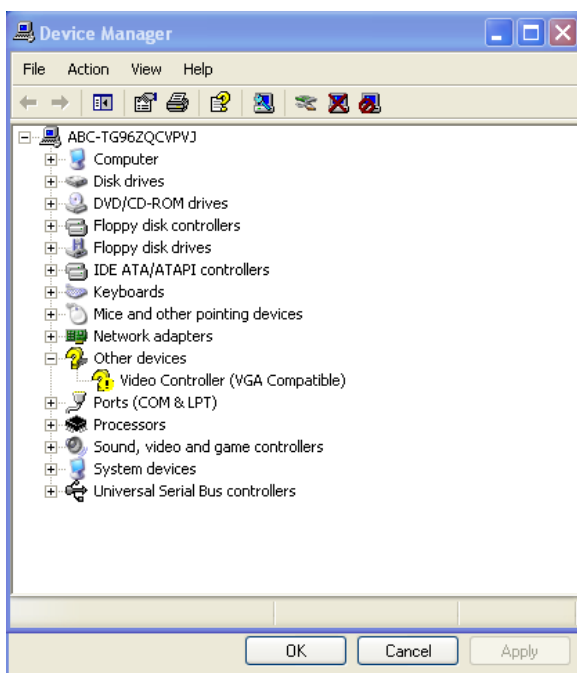 Device Manager
File Action View Help
ABC-TG96ZQCVPVJ
Computer
Disk drives
DVD/CD-ROM drives
Floppy disk controllers
Floppy disk drives
IDE ATA/ATAPI controllers
Keyboards
Mice and other pointing devices
Network adapters
Other devices
Video Controller (VGA Compatible)
Ports (COM & LPT)
Processors
Sound, video and game controllers
System devices
Universal Serial Bus controllers
OK Cancel Apply